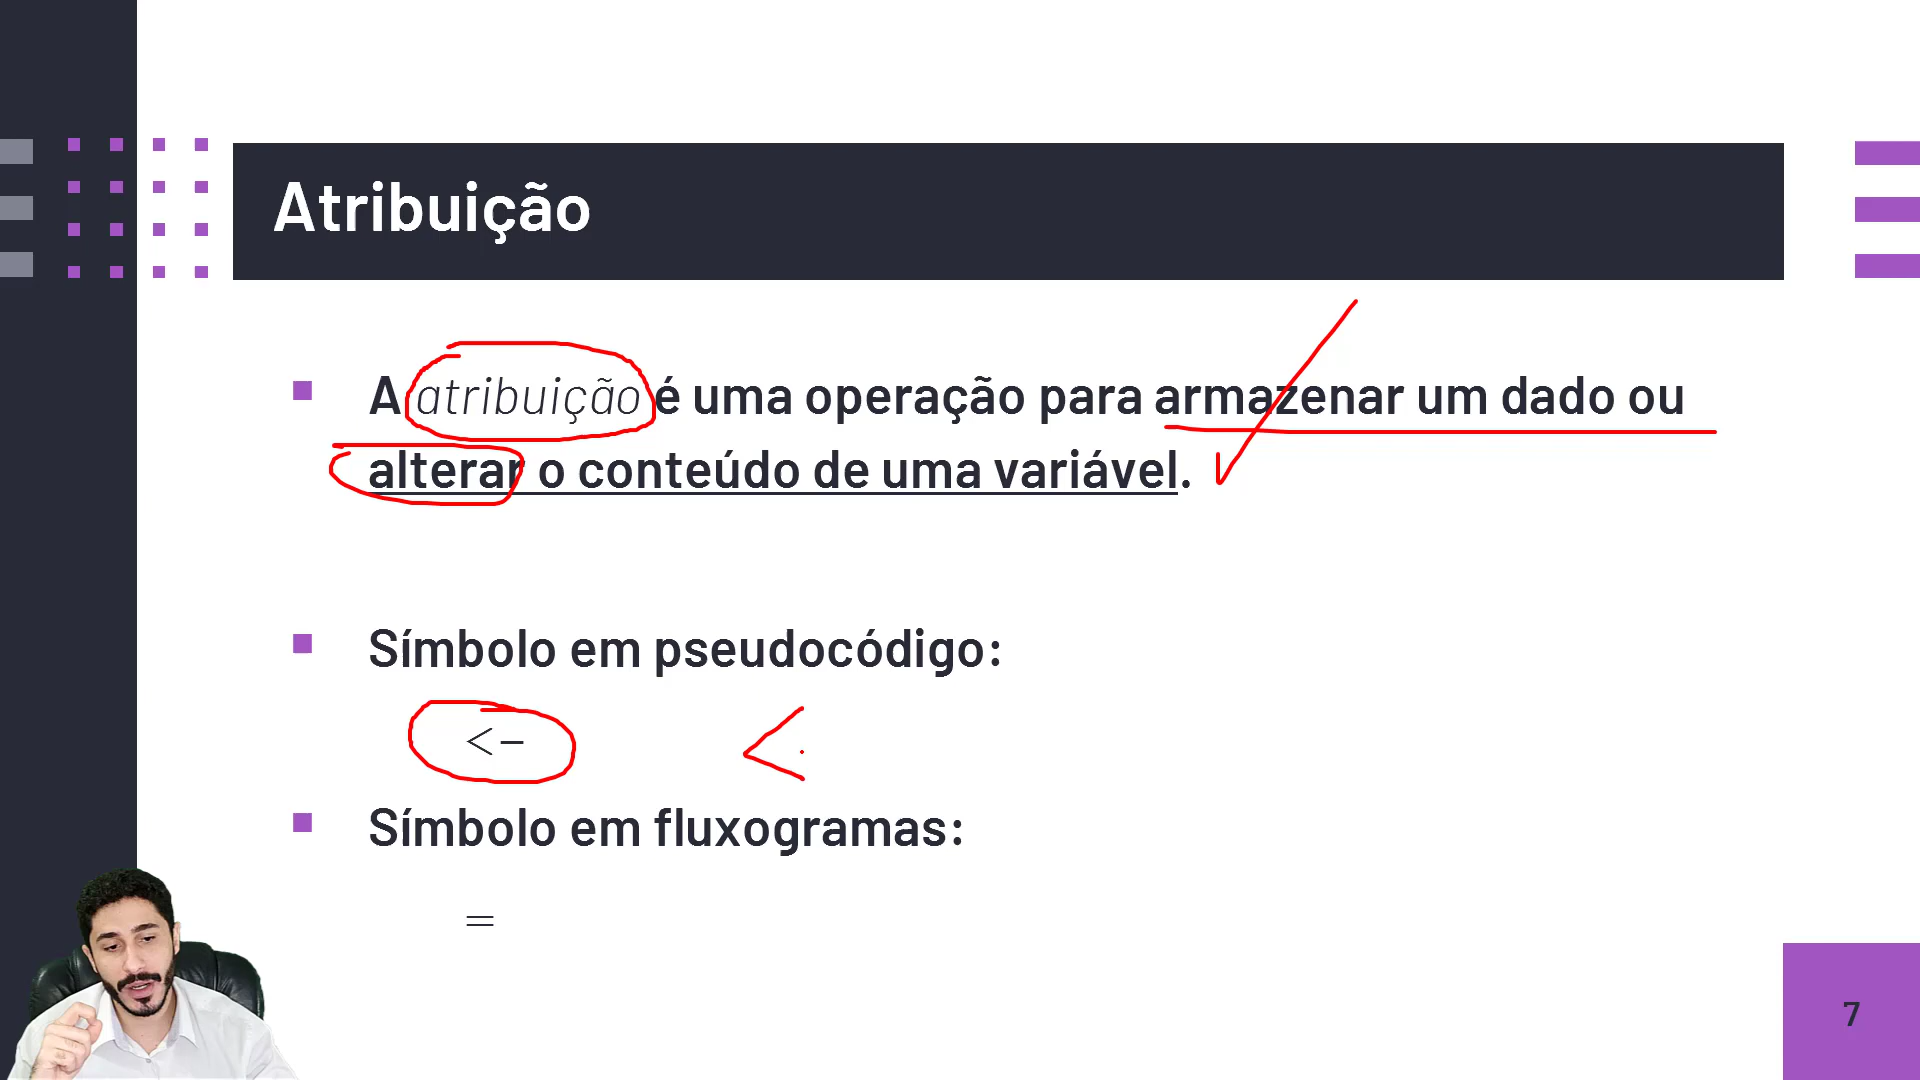 Atribuição
A atribuição é uma operação para armazenar um dado ou
alterar o conteúdo de uma variável.
Símbolo em pseudocódigo:
<-
<
Símbolo em fluxogramas:
=
7